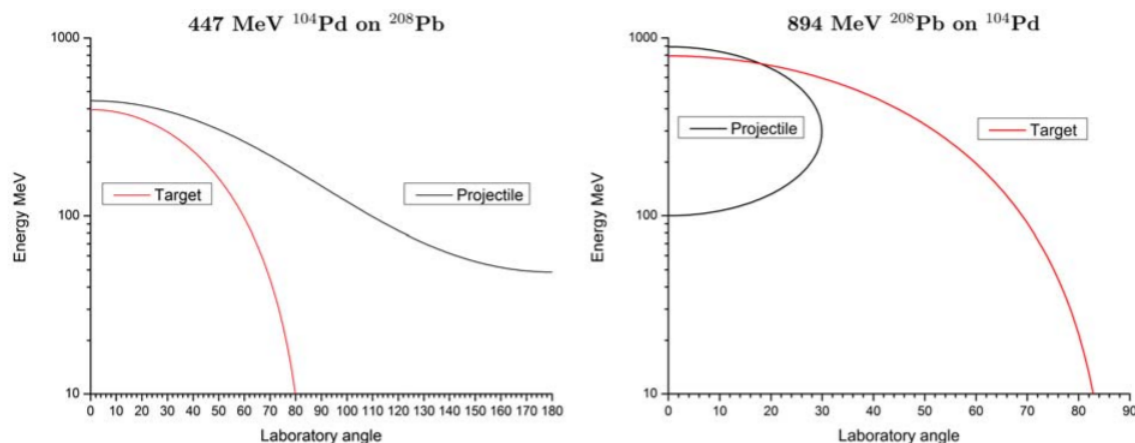 447 MeV ¹⁰⁴Pd on ²⁰⁸Pb
1000
100
10
Energy MeV
Target
Projectile
0 10 20 30 40 50 60 70 80 90 100 110 120 130 140 150 160 170 180
Laboratory angle
894 MeV ²⁰⁸Pb on ¹⁰⁴Pd
1000
100
10
Energy MeV
Projectile
Target
0 10 20 30 40 50 60 70 80 90
Laboratory angle